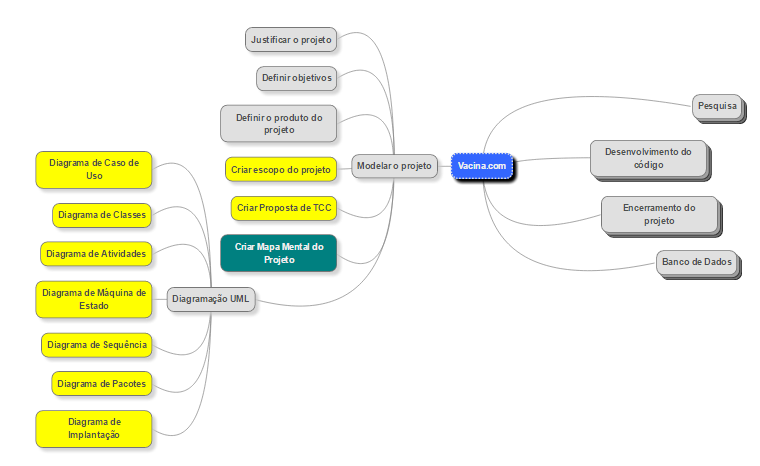 Justificar o projeto
Definir objetivos
Definir o produto do
projeto
Criar escopo do projeto
Criar Proposta de TCC
Criar Mapa Mental do
Projeto
Modelar o projeto
Vacina.com
Pesquisa
Desenvolvimento do
código
Encerramento do
projeto
Banco de Dados
Diagramação UML
Diagrama de Caso de
Uso
Diagrama de Classes
Diagrama de Atividades
Diagrama de Máquina de
Estado
Diagrama de Sequência
Diagrama de Pacotes
Diagrama de
Implantação